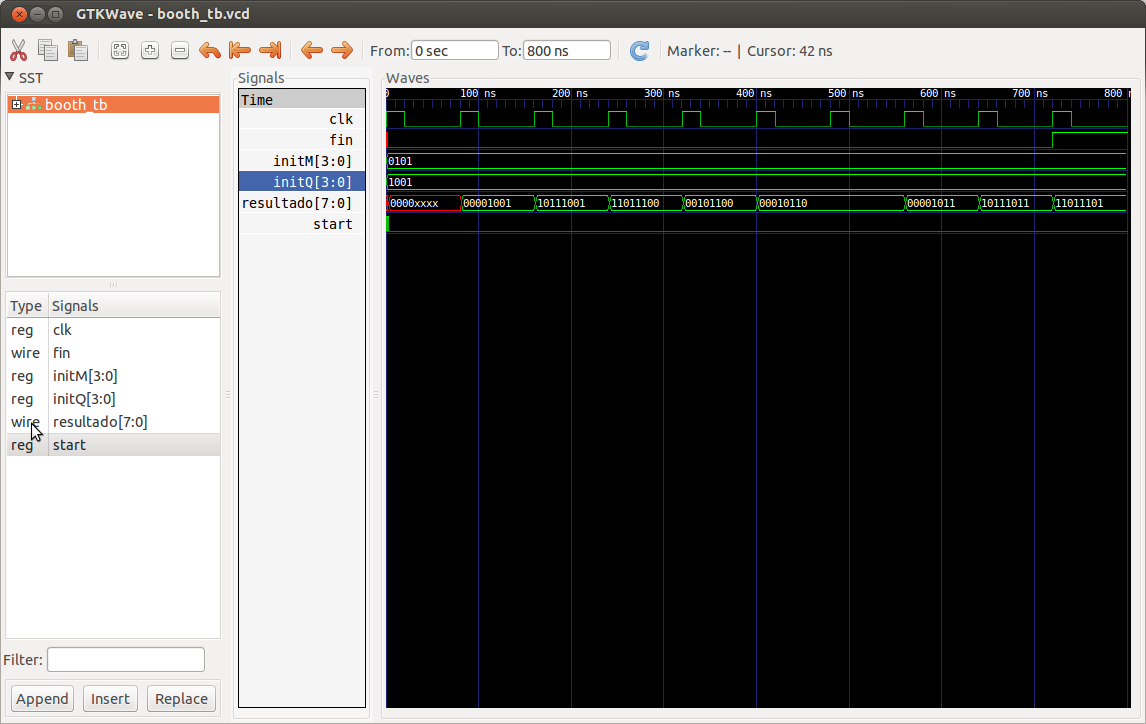 GTKWave - booth_tb.vcd
From: 0 sec To: 800 ns Marker: -- | Cursor: 42 ns
SST
booth_tb
Type Signals
reg clk
wire fin
reg initM[3:0]
reg initQ[3:0]
wire resultado[7:0]
reg start
Filter:
Append Insert Replace
Signals
Time
clk
fin
initM[3:0]
initQ[3:0]
resultado[7:0]
start
Waves
0 100 ns 200 ns 300 ns 400 ns 500 ns 600 ns 700 ns 800 n
0101
1001
0000xxxx 00001001 10111001 11011100 00101100 00010110 00001011 10111011 11011101